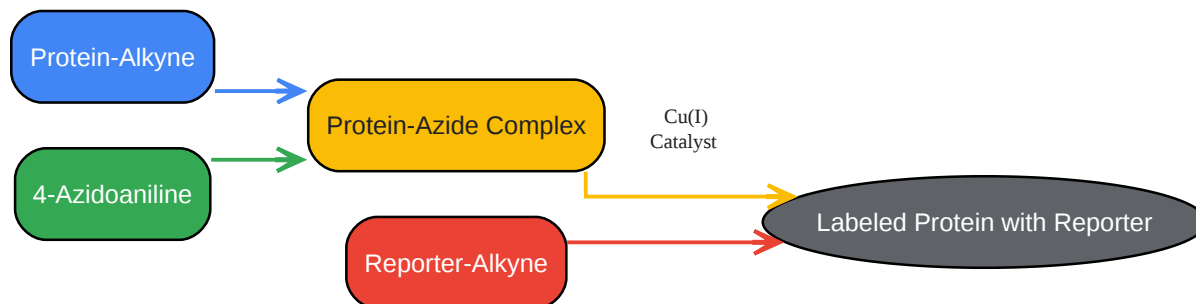 Protein-Alkyne
Protein-Azide Complex
Cu(I)
Catalyst
4-Azidoaniline
Labeled Protein with Reporter
Reporter-Alkyne